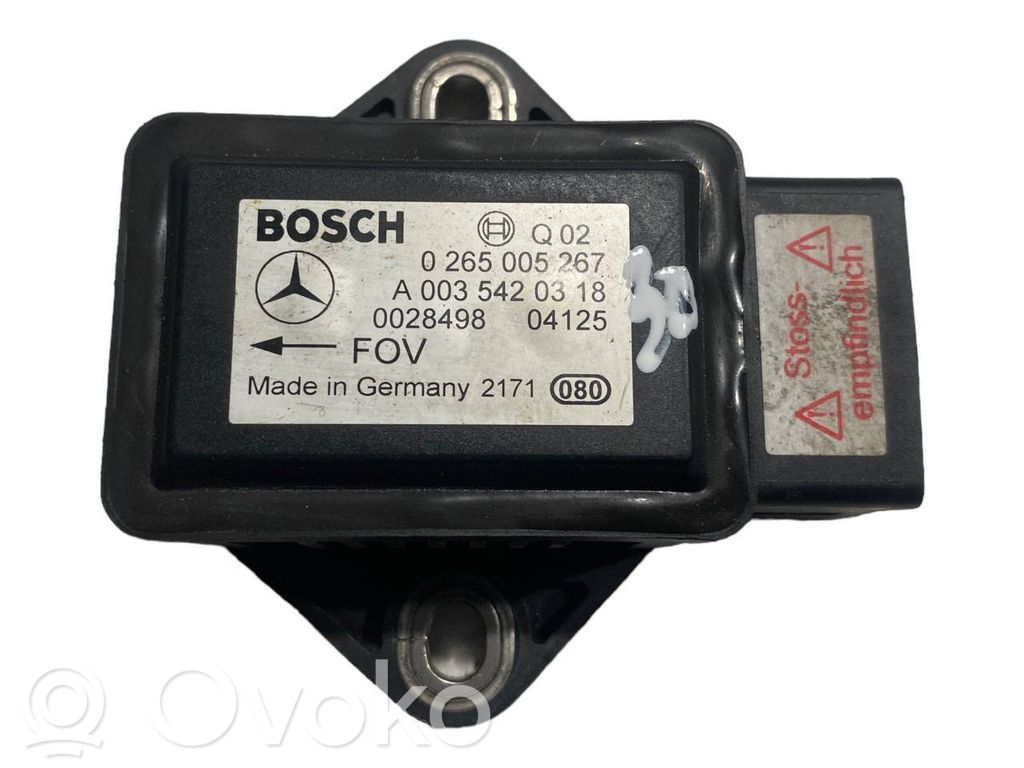 BOSCH Q 02
0 265 005 267
A 003 542 03 18
0028498 04125
FOV
Made in Germany 2171 080
Stoss-
empfindlich
Ovoko